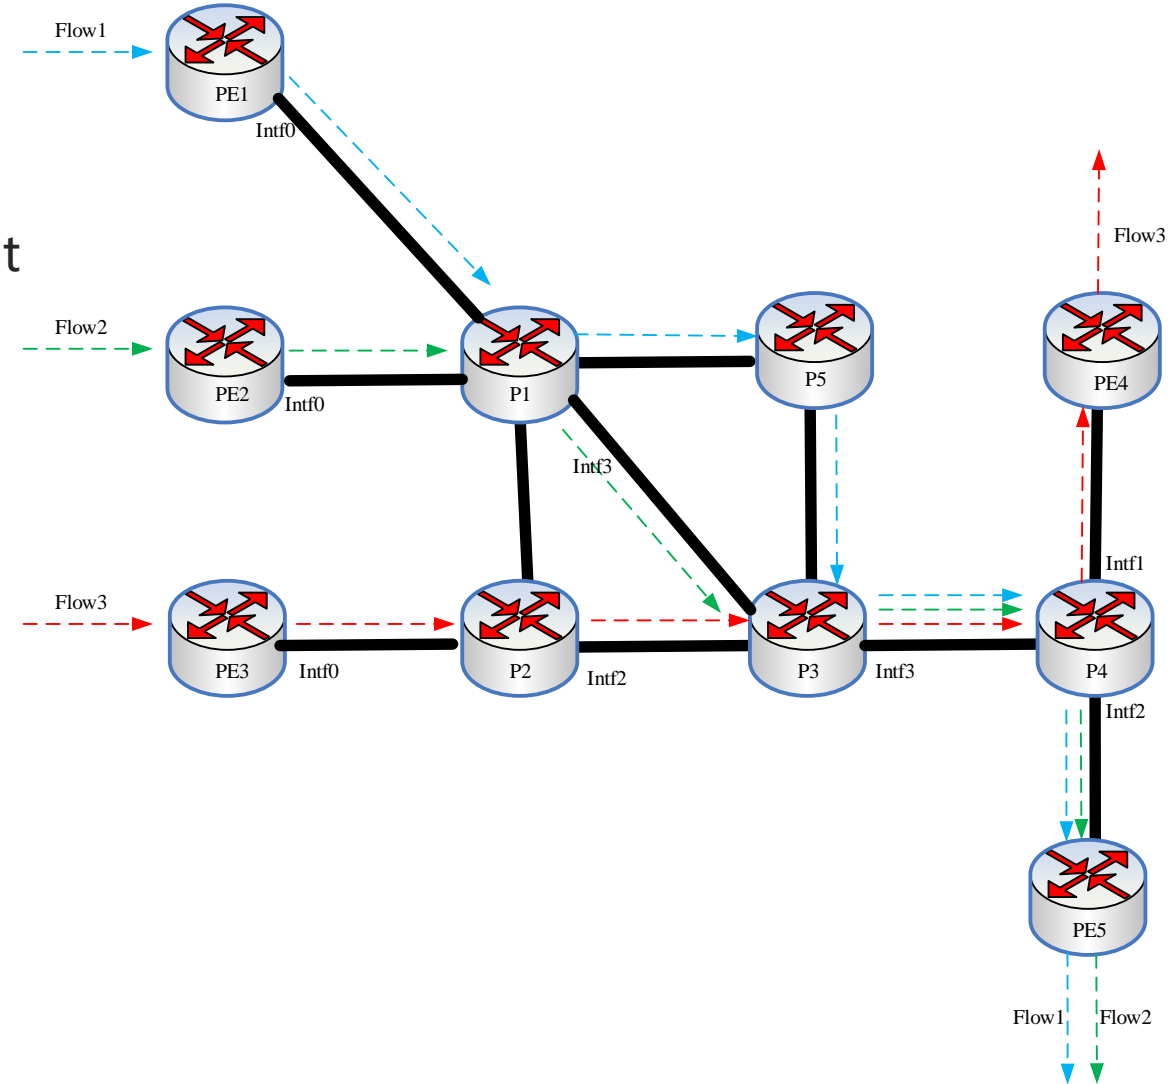 Flow1
PE1
Intf0
t
Flow3
Flow2
PE2
Intf0
P1
P5
PE4
Intf3
Intf1
Flow3
PE3
Intf0
P2
Intf2
P3
Intf3
P4
Intf2
PE5
Flow1
Flow2